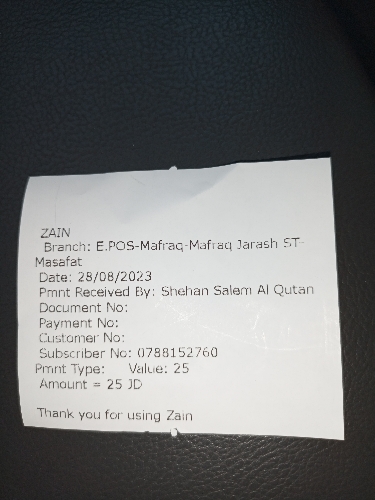 ZAIN
Branch: E.POS-Mafraq-Mafraq Jarash ST-
Masafat
Date: 28/08/2023
Pmnt Received By: Shehan Salem Al Qutan
Document No:
Payment No:
Customer No:
Subscriber No: 0788152760
Pmnt Type: Value: 25
Amount = 25 JD
Thank you for using Zain